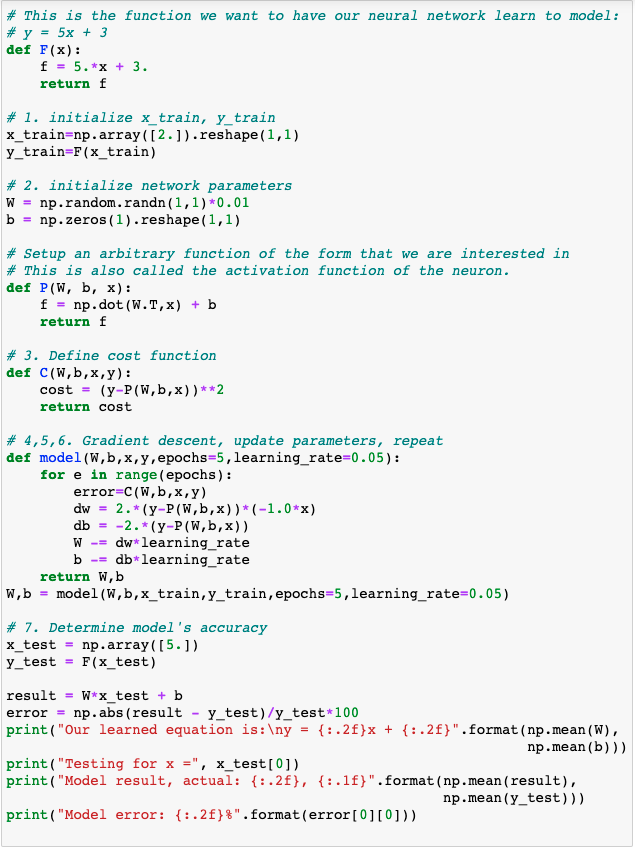 # This is the function we want to have our neural network learn to model:
# y = 5x + 3
def F(x):
    f = 5.*x + 3.
    return f

# 1. initialize x_train, y_train
x_train=np.array([2.]).reshape(1,1)
y_train=F(x_train)

# 2. initialize network parameters
W = np.random.randn(1,1)*0.01
b = np.zeros(1).reshape(1,1)

# Setup an arbitrary function of the form that we are interested in
# This is also called the activation function of the neuron.
def P(W, b, x):
    f = np.dot(W.T,x) + b
    return f

# 3. Define cost function
def C(W,b,x,y):
    cost = (y-P(W,b,x))**2
    return cost

# 4,5,6. Gradient descent, update parameters, repeat
def model(W,b,x,y,epochs=5,learning_rate=0.05):
    for e in range(epochs):
        error=C(W,b,x,y)
        dw = 2.*(y-P(W,b,x))*(-1.0*x)
        db = -2.*(y-P(W,b,x))
        W -= dw*learning_rate
        b -= db*learning_rate
    return W,b
W,b = model(W,b,x_train,y_train,epochs=5,learning_rate=0.05)

# 7. Determine model's accuracy
x_test = np.array([5.])
y_test = F(x_test)

result = W*x_test + b
error = np.abs(result - y_test)/y_test*100
print("Our learned equation is:\ny = {:.2f}x + {:.2f}".format(np.mean(W),
                                                               np.mean(b)))
print("Testing for x =", x_test[0])
print("Model result, actual: {:.2f}, {:.1f}".format(np.mean(result),
                                                     np.mean(y_test)))
print("Model error: {:.2f}%".format(error[0][0]))